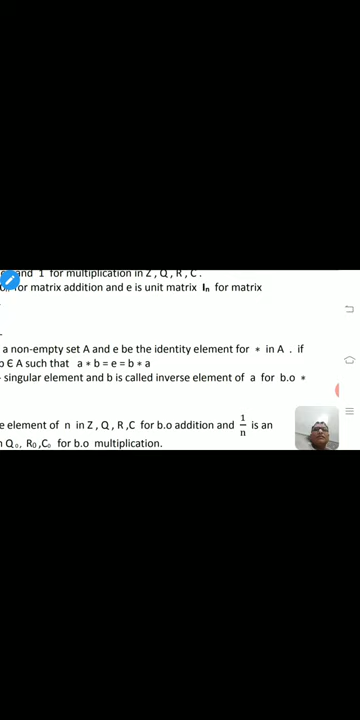 and 1 for multiplication in Z , Q , R , C .
for matrix addition and e is unit matrix Iₙ for matrix
a non-empty set A and e be the identity element for * in A . if
b Є A such that a * b = e = b * a
singular element and b is called inverse element of a for b.o *
e element of n in Z , Q , R ,C for b.o addition and 1/n is an
Q₀, R₀ ,C₀ for b.o multiplication.